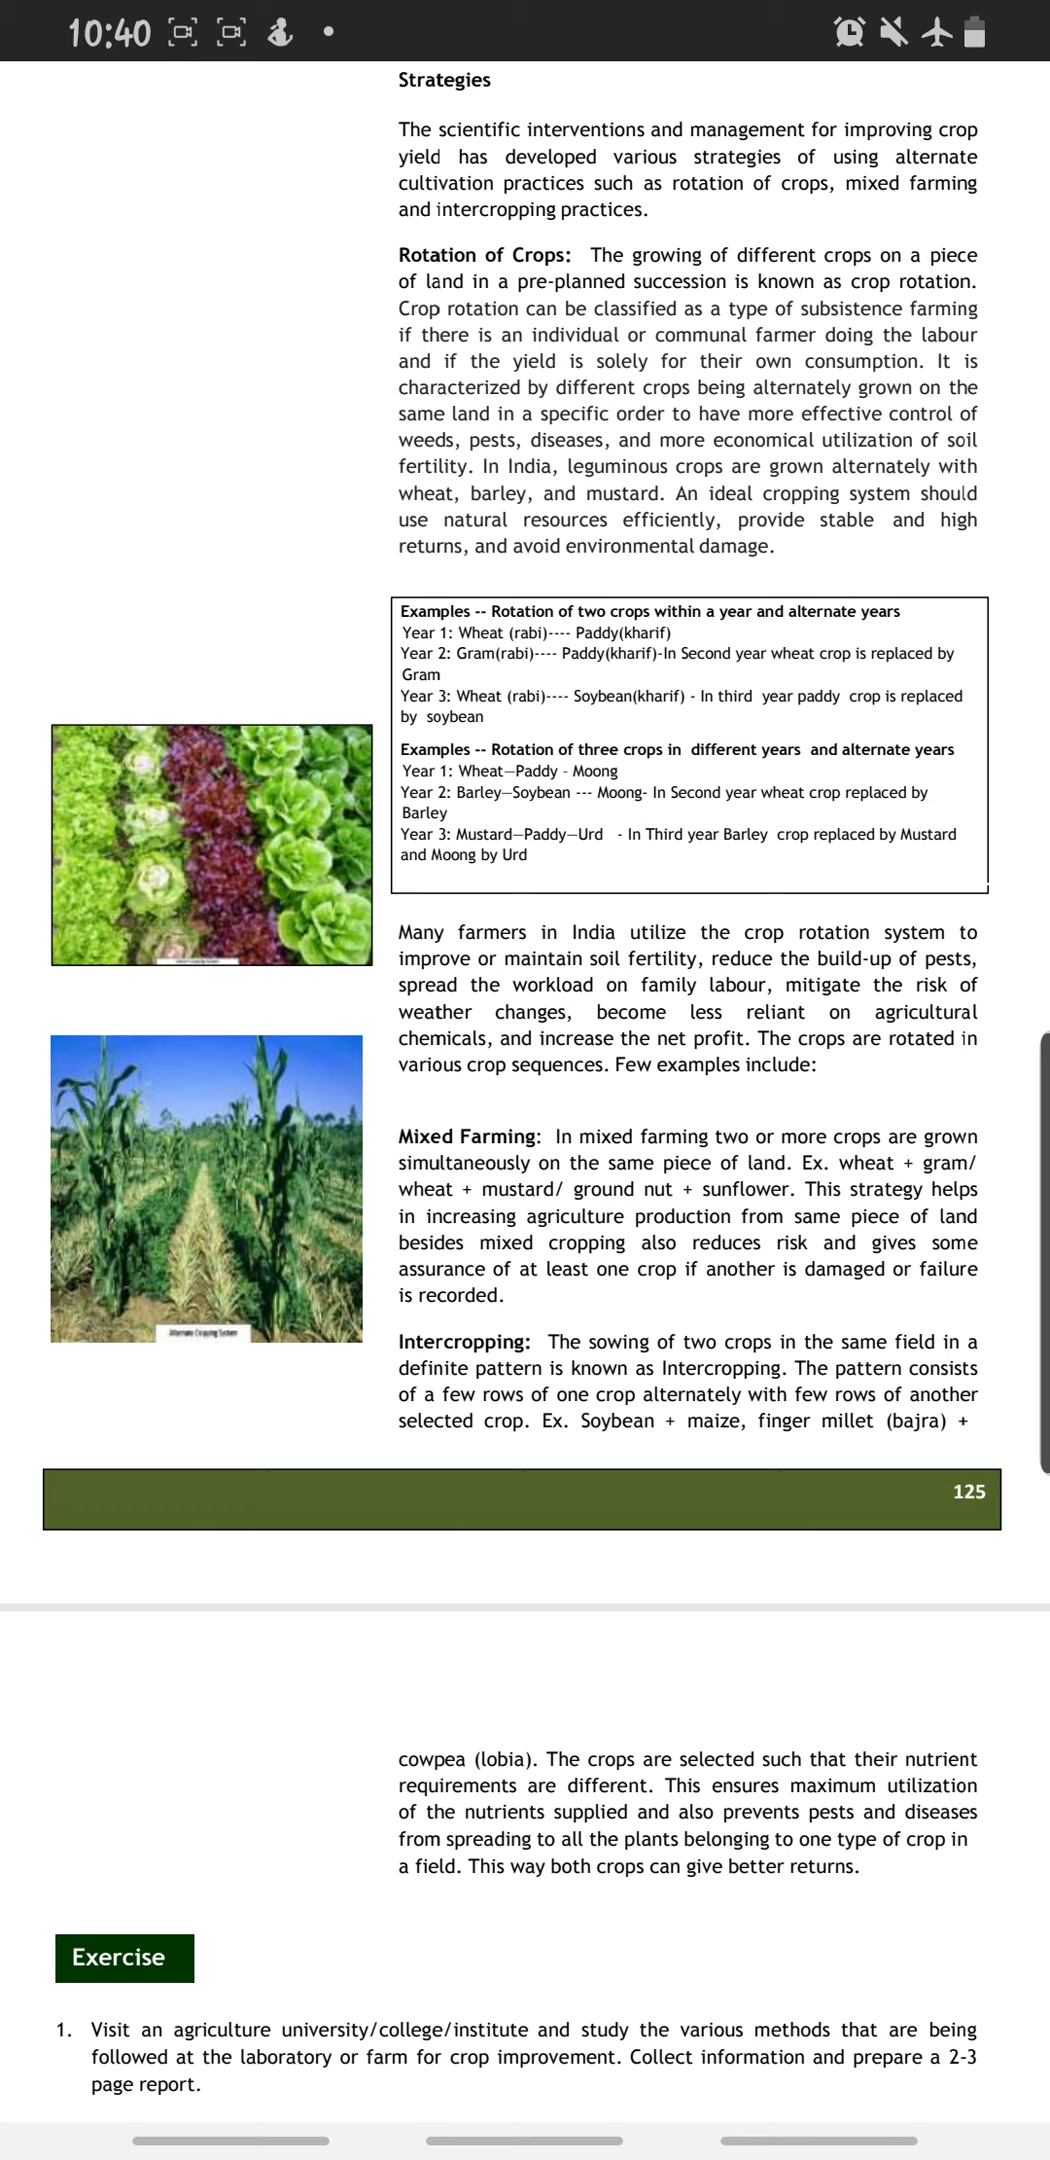 10:40
Strategies
The scientific interventions and management for improving crop
yield has developed various strategies of using alternate
cultivation practices such as rotation of crops, mixed farming
and intercropping practices.
Rotation of Crops: The growing of different crops on a piece
of land in a pre-planned succession is known as crop rotation.
Crop rotation can be classified as a type of subsistence farming
if there is an individual or communal farmer doing the labour
and if the yield is solely for their own consumption. It is
characterized by different crops being alternately grown on the
same land in a specific order to have more effective control of
weeds, pests, diseases, and more economical utilization of soil
fertility. In India, leguminous crops are grown alternately with
wheat, barley, and mustard. An ideal cropping system should
use natural resources efficiently, provide stable and high
returns, and avoid environmental damage.
Examples -- Rotation of two crops within a year and alternate years
Year 1: Wheat (rabi)---- Paddy(kharif)
Year 2: Gram(rabi)---- Paddy(kharif)-In Second year wheat crop is replaced by
Gram
Year 3: Wheat (rabi)---- Soybean(kharif) - In third year paddy crop is replaced
by soybean
Examples -- Rotation of three crops in different years and alternate years
Year 1: Wheat—Paddy - Moong
Year 2: Barley—Soybean --- Moong- In Second year wheat crop replaced by
Barley
Year 3: Mustard—Paddy—Urd - In Third year Barley crop replaced by Mustard
and Moong by Urd
Many farmers in India utilize the crop rotation system to
improve or maintain soil fertility, reduce the build-up of pests,
spread the workload on family labour, mitigate the risk of
weather changes, become less reliant on agricultural
chemicals, and increase the net profit. The crops are rotated in
various crop sequences. Few examples include:
Mixed Farming: In mixed farming two or more crops are grown
simultaneously on the same piece of land. Ex. wheat + gram/
wheat + mustard/ ground nut + sunflower. This strategy helps
in increasing agriculture production from same piece of land
besides mixed cropping also reduces risk and gives some
assurance of at least one crop if another is damaged or failure
is recorded.
Alternate Cropping System
Intercropping: The sowing of two crops in the same field in a
definite pattern is known as Intercropping. The pattern consists
of a few rows of one crop alternately with few rows of another
selected crop. Ex. Soybean + maize, finger millet (bajra) +
125
cowpea (lobia). The crops are selected such that their nutrient
requirements are different. This ensures maximum utilization
of the nutrients supplied and also prevents pests and diseases
from spreading to all the plants belonging to one type of crop in
a field. This way both crops can give better returns.
Exercise
1. Visit an agriculture university/college/institute and study the various methods that are being
followed at the laboratory or farm for crop improvement. Collect information and prepare a 2-3
page report.